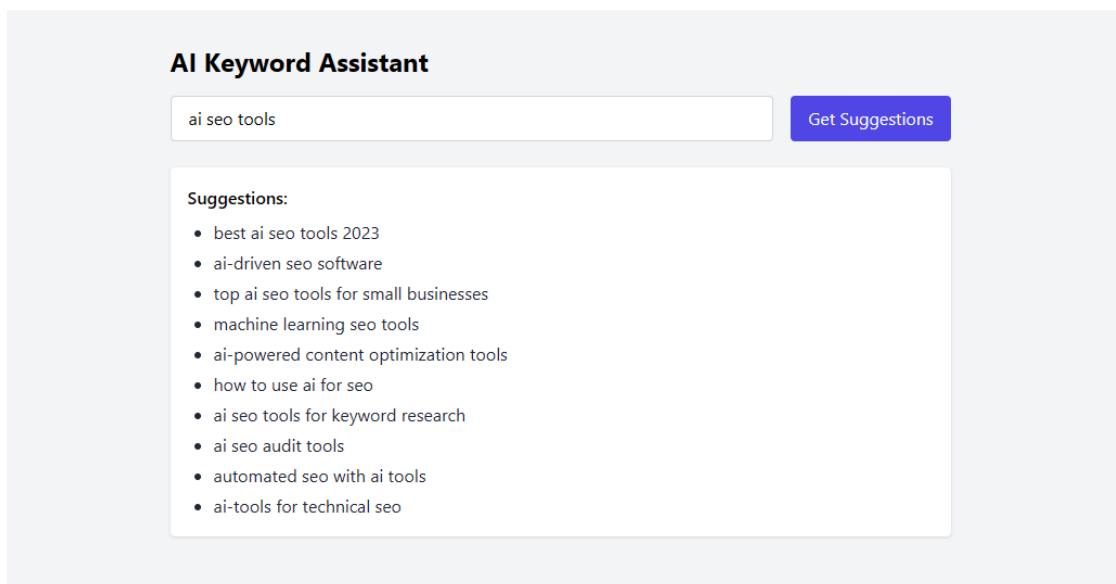 AI Keyword Assistant
ai seo tools
Get Suggestions
Suggestions:
best ai seo tools 2023
ai-driven seo software
top ai seo tools for small businesses
machine learning seo tools
ai-powered content optimization tools
how to use ai for seo
ai seo tools for keyword research
ai seo audit tools
automated seo with ai tools
ai-tools for technical seo